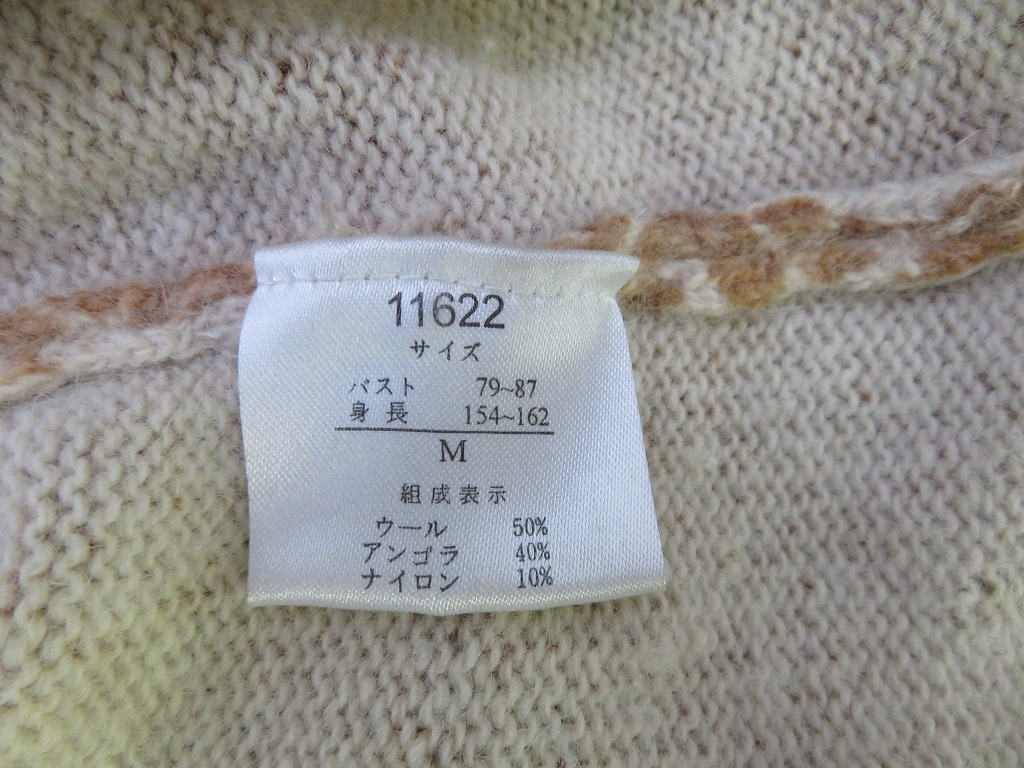 11622
サイズ
バスト 79~87
身長 154~162
M
組成表示
ウール 50%
アンゴラ 40%
ナイロン 10%